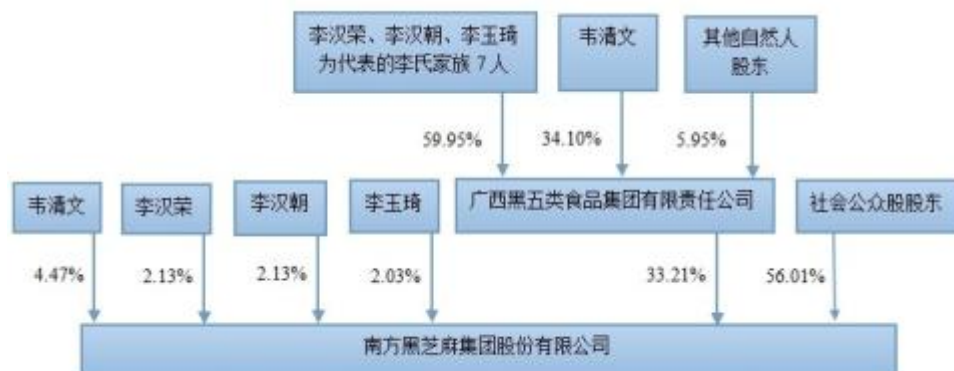 李汉荣、李汉朝、李玉琦
为代表的李氏家族 7 人
韦清文
其他自然人
股东
59.95%
34.10%
5.95%
韦清文
李汉荣
李汉朝
李玉琦
广西黑五类食品集团有限责任公司
社会公众股股东
4.47%
2.13%
2.13%
2.03%
33.21%
56.01%
南方黑芝麻集团股份有限公司